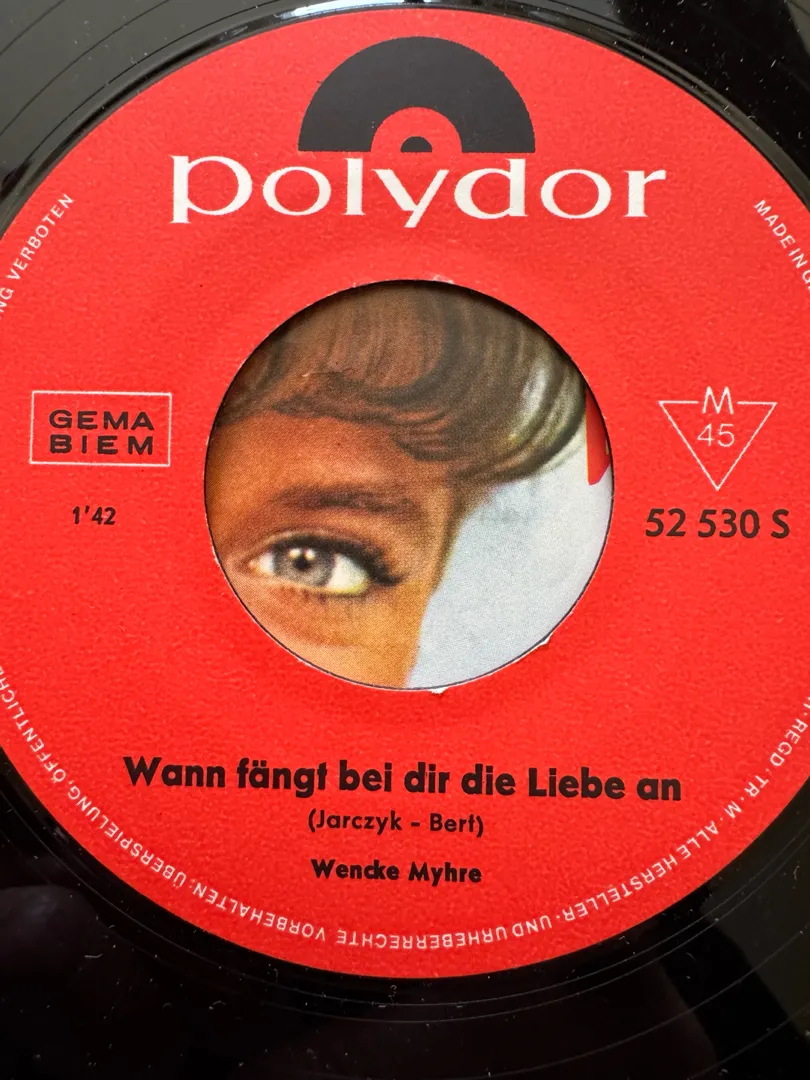 polydor
NG VERBOTEN
MADE IN G
GEMA
BIEM
M
45
1'42
52 530 S
Wann fängt bei dir die Liebe an
(Jarczyk - Bert)
Wencke Myhre
REGD · TR · M · ALLE HERSTELLER - UND URHEBERRECHTE VORBEHALTEN · ÜBERSPIELUNG, ÖFFENTLICHE